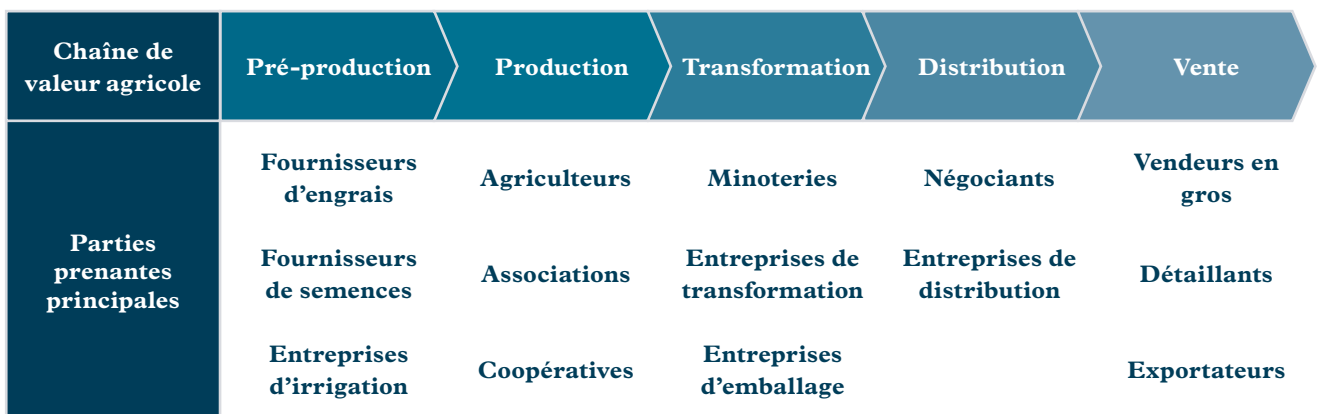 Chaîne de
valeur agricole
Pré-production
Production
Transformation
Distribution
Vente
Parties
prenantes
principales
Fournisseurs
d'engrais
Agriculteurs
Minoteries
Négociants
Vendeurs en
gros
Fournisseurs
de semences
Associations
Entreprises de
transformation
Entreprises de
distribution
Détaillants
Entreprises
d'irrigation
Coopératives
Entreprises
d'emballage
Exportateurs